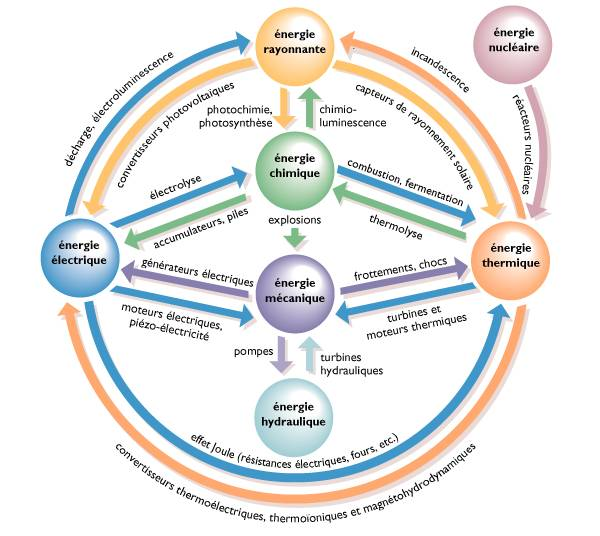 énergie
rayonnante
énergie
nucléaire
décharge, électroluminescence
convertisseurs photovoltaïques
photochimie,
photosynthèse
chimio-
luminescence
capteurs de rayonnement solaire
incandescence
réacteurs nucléaires
énergie
chimique
électrolyse
accumulateurs, piles
combustion, fermentation
thermolyse
explosions
énergie
électrique
énergie
thermique
générateurs électriques
moteurs électriques,
piézo-électricité
énergie
mécanique
frottements, chocs
turbines et
moteurs thermiques
pompes
turbines
hydrauliques
énergie
hydraulique
effet Joule (résistances électriques, fours, etc.)
convertisseurs thermoélectriques, thermoïoniques et magnétohydrodynamiques